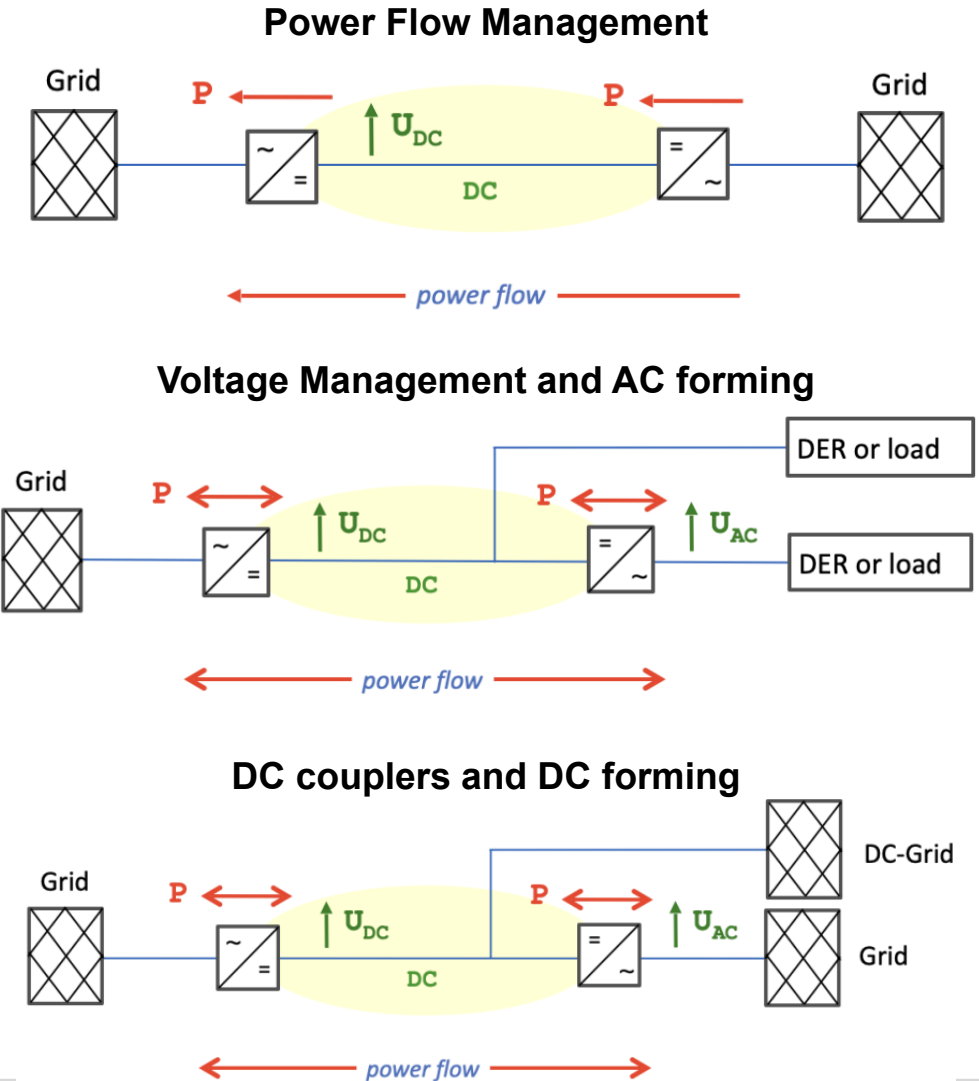 Power Flow Management
Grid
P
P
Grid
U_DC
~
=
=
~
DC
power flow
Voltage Management and AC forming
DER or load
Grid
P
P
U_DC
U_AC
~
=
=
~
DC
DER or load
power flow
DC couplers and DC forming
DC-Grid
Grid
P
P
U_DC
U_AC
~
=
=
~
DC
Grid
power flow